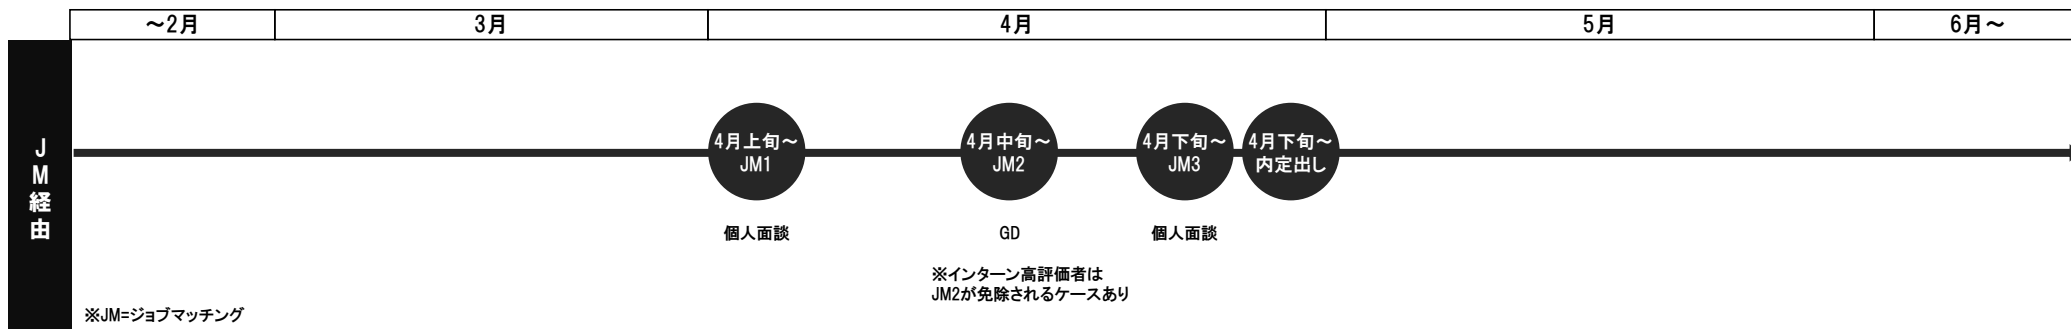 ～2月
3月
4月
5月
6月～
JM経由
4月上旬～
JM1
4月中旬～
JM2
4月下旬～
JM3
4月下旬～
内定出し
個人面談
GD
個人面談
※インターン高評価者は
JM2が免除されるケースあり
※JM=ジョブマッチング